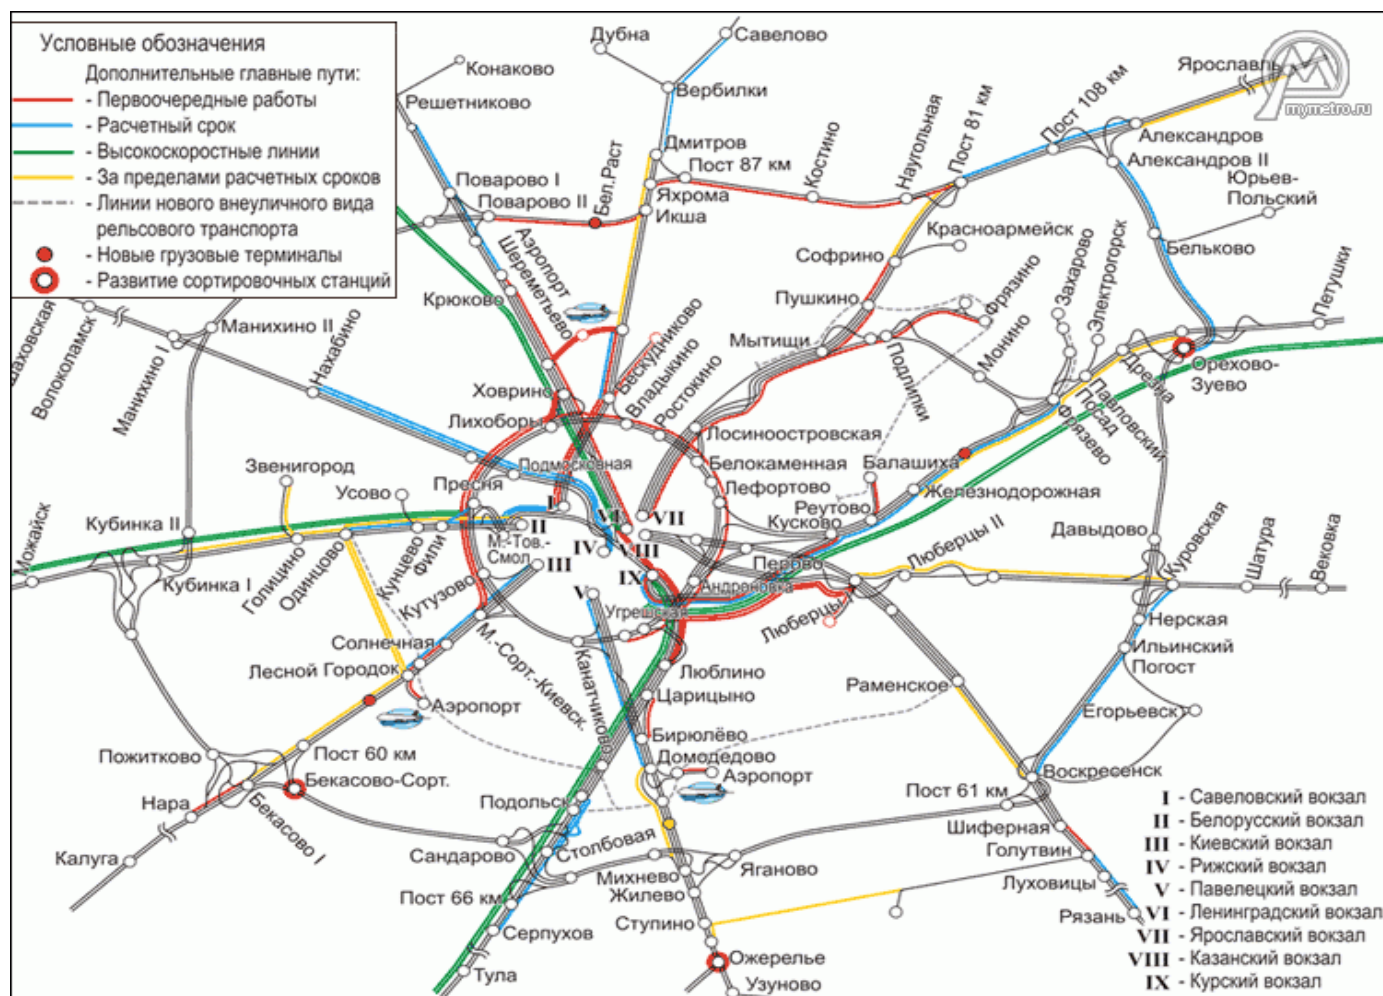 Условные обозначения
Дополнительные главные пути:
- Первоочередные работы
- Расчетный срок
- Высокоскоростные линии
- За пределами расчетных сроков
- Линии нового внеуличного вида
рельсового транспорта
- Новые грузовые терминалы
- Развитие сортировочных станций
Дубна
Савелово
Конаково
Решетниково
Вербилки
Ярославль
mymetro.ru
Пост 108 км
Пост 81 км
Александров
Александров II
Юрьев-
Польский
Дмитров
Пост 87 км
Костино
Наугольная
Бел.Раст
Яхрома
Икша
Поварово I
Поварово II
Красноармейск
Бельково
Софрино
Аэропорт
Шереметьево
Крюково
Пушкино
Фрязино
Захарово
Электрогорск
Петушки
Шаховская
Волоколамск
Манихино II
Манихино I
Нахабино
Бескудниково
Владыкино
Ростокино
Мытищи
Подлипки
Монино
Дрезна
Орехово-
Зуево
Павловский
Посад
Фрязево
Ховрино
Лихоборы
Лосиноостровская
Белокаменная
Балашиха
Лефортово
Железнодорожная
Звенигород
Подмосковная
Усово
Пресня
Реутово
Кусково
I
II
VI
VII
Кубинка II
М.-Тов.-
Смол.
III
IV
VIII
Давыдово
Можайск
Кубинка I
Голицино
Одинцово
Кунцево
Фили
Кутузово
V
IX
Перово
Люберцы II
Андроновка
Угрешская
Люберцы I
Куровская
Шатура
Вековка
Нерская
Ильинский
Погост
Солнечная
Лесной Городок
М.-Сорт.-Киевск.
Канатчиково
Люблино
Царицыно
Раменское
Егорьевск
Аэропорт
Бирюлёво
Пожитково
Пост 60 км
Бекасово-Сорт.
Домодедово
Аэропорт
Воскресенск
Пост 61 км
Нара
Бекасово I
Подольск
Столбовая
Шиферная
Голутвин
Калуга
Сандарово
Михнево
Яганово
Жилево
Луховицы
Пост 66 км
Рязань
Ступино
Серпухов
Ожерелье
Тула
Узуново
I - Савеловский вокзал
II - Белорусский вокзал
III - Киевский вокзал
IV - Рижский вокзал
V - Павелецкий вокзал
VI - Ленинградский вокзал
VII - Ярославский вокзал
VIII - Казанский вокзал
IX - Курский вокзал